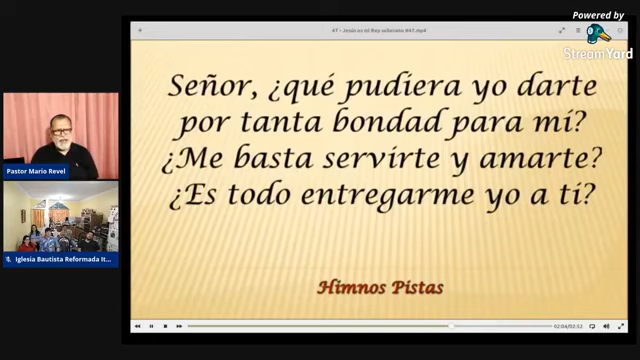 Powered by
StreamYard
47 - Jesús es mi Rey soberano #47.mp4
Señor, ¿qué pudiera yo darte
por tanta bondad para mí?
¿Me basta servirte y amarte?
¿Es todo entregarme yo a ti?
Himnos Pistas
Pastor Mario Revel
Iglesia Bautista Reformada It...
02:04/02:52